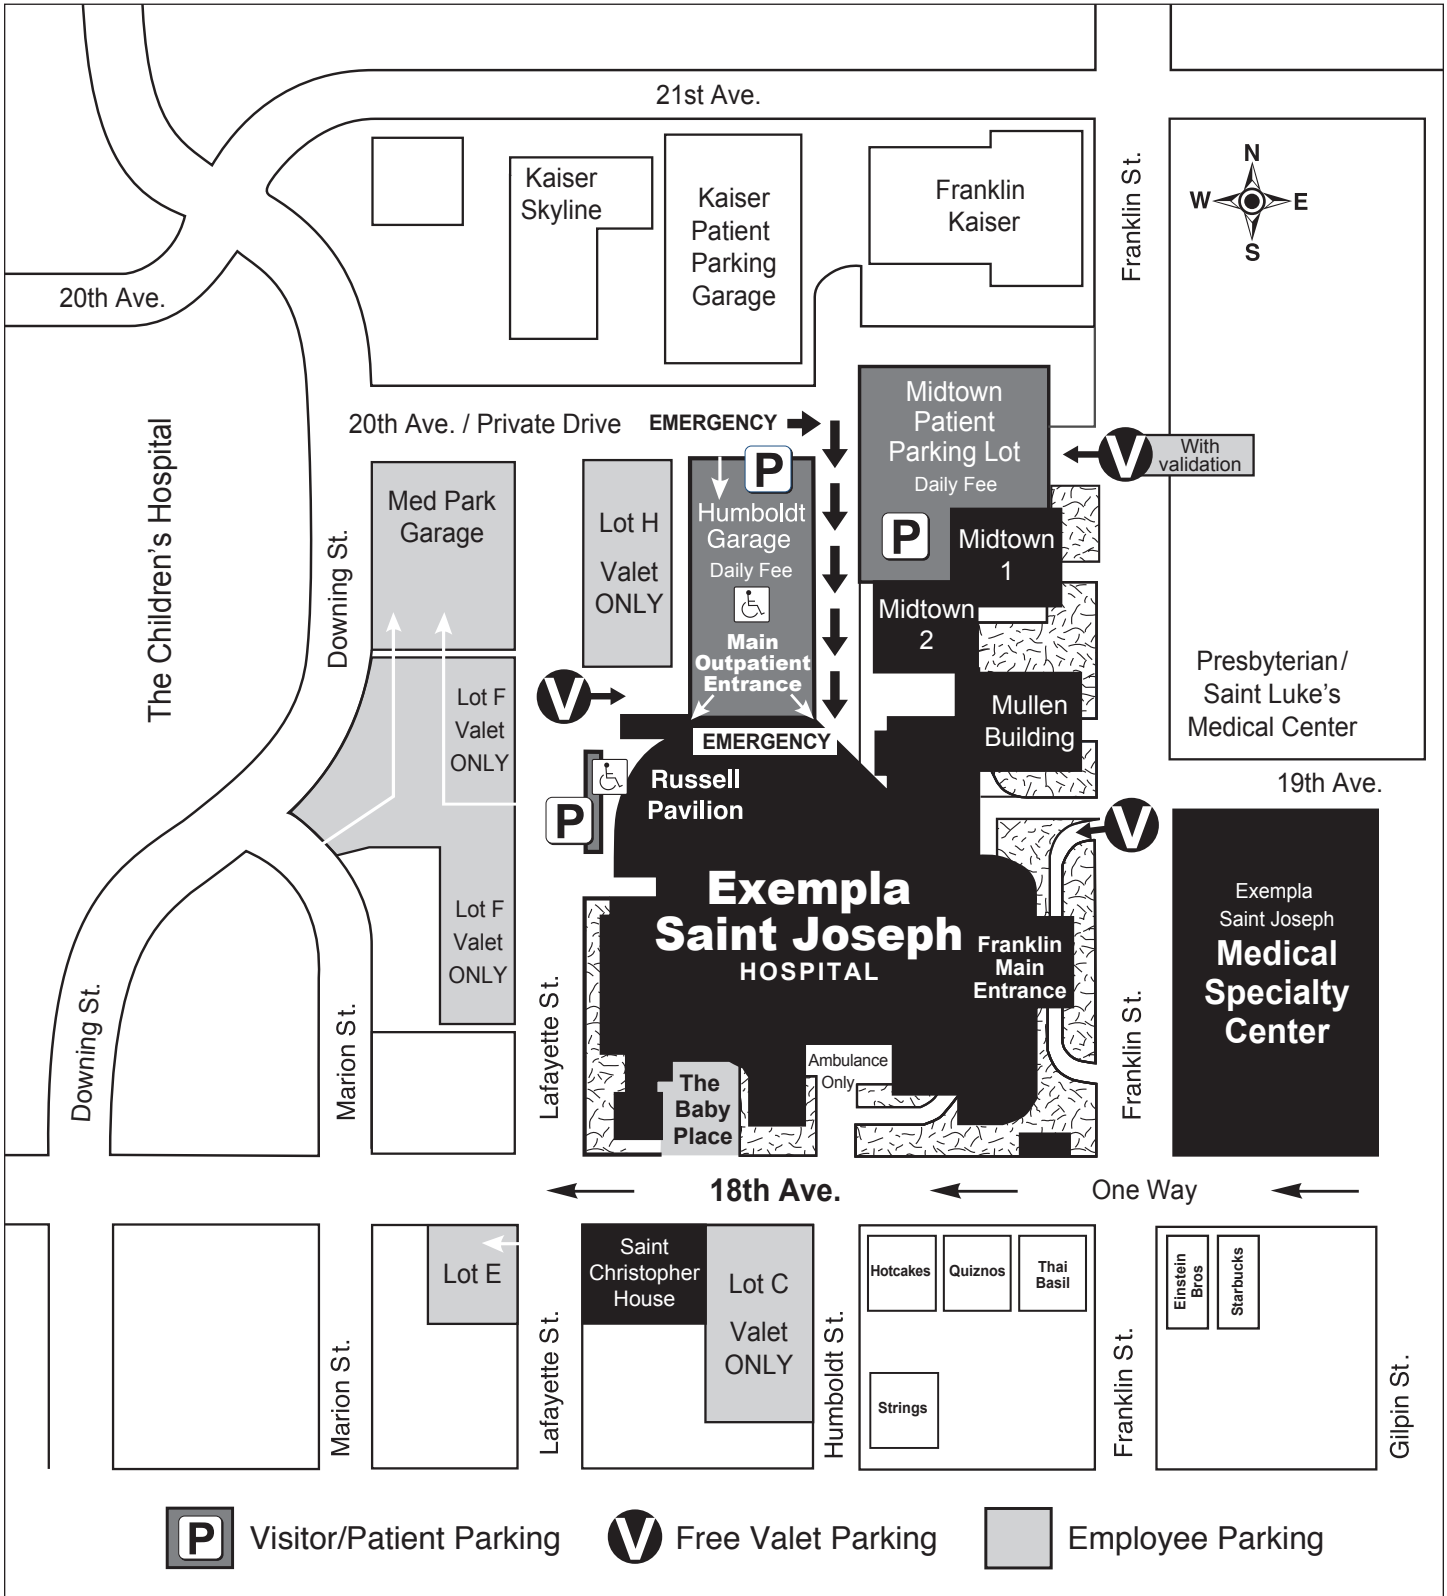 21st Ave.
Franklin St.
N
W
E
S
Kaiser
Skyline
Kaiser
Patient
Parking
Garage
Franklin
Kaiser
20th Ave.
The Children's Hospital
20th Ave. / Private Drive
EMERGENCY
Midtown
Patient
Parking Lot
Daily Fee
P
V
With
validation
Med Park
Garage
Downing St.
Lot H
Valet
ONLY
P
Humboldt
Garage
Daily Fee
Main
Outpatient
Entrance
Midtown
1
Midtown
2
Lot F
Valet
ONLY
V
EMERGENCY
Mullen
Building
Presbyterian/
Saint Luke's
Medical Center
19th Ave.
P
Russell
Pavilion
V
Exempla
Saint Joseph
HOSPITAL
Franklin
Main
Entrance
Exempla
Saint Joseph
Medical
Specialty
Center
Lot F
Valet
ONLY
Downing St.
Marion St.
Lafayette St.
Franklin St.
The
Baby
Place
Ambulance
Only
18th Ave.
One Way
Lot E
Saint
Christopher
House
Lot C
Valet
ONLY
Hotcakes
Quiznos
Thai
Basil
Einstein
Bros
Starbucks
Strings
Marion St.
Lafayette St.
Humboldt St.
Franklin St.
Gilpin St.
P
Visitor/Patient Parking
V
Free Valet Parking
Employee Parking